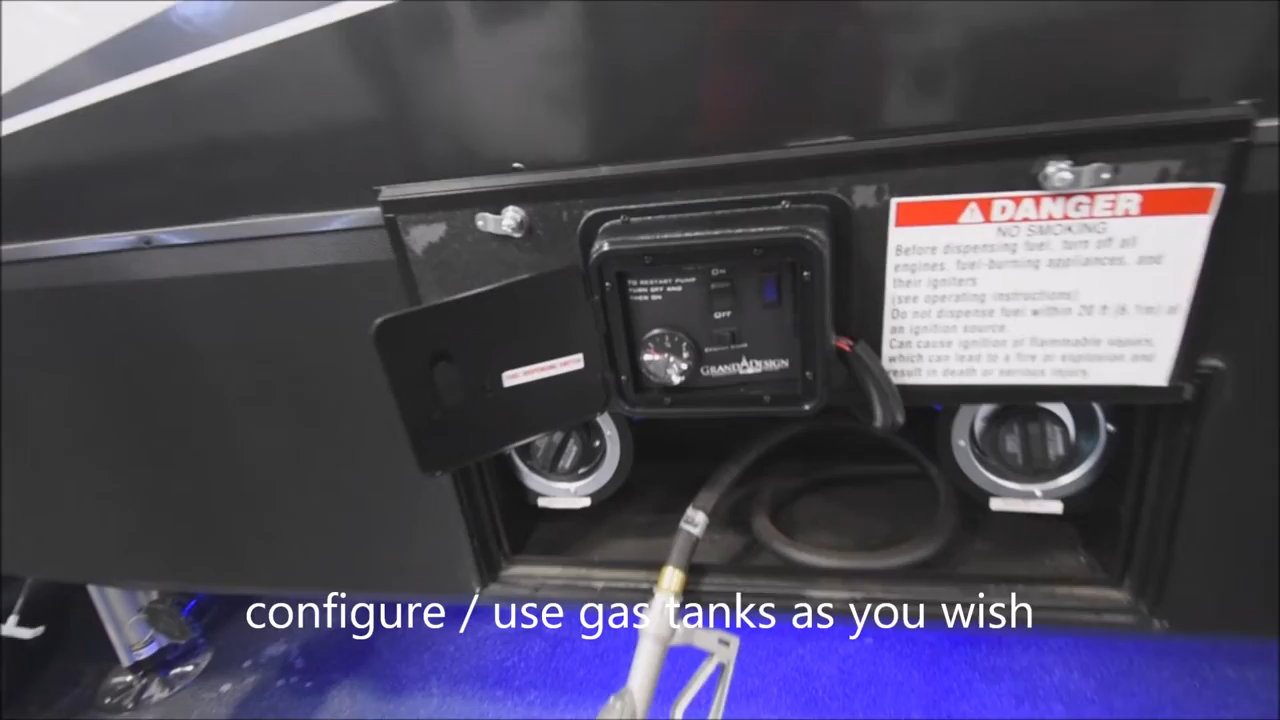 DANGER
NO SMOKING
Before dispensing fuel, turn off all
engines, fuel-burning appliances, and
their igniters
(see operating instructions)
Do not dispense fuel within 20 ft (6.1m) of
an ignition source.
Can cause ignition of flammable vapors,
which can lead to a fire or explosion and
result in death or serious injury.
TO RESTART PUMP
TURN OFF AND
THEN ON
ON
OFF
GRAND DESIGN
configure / use gas tanks as you wish